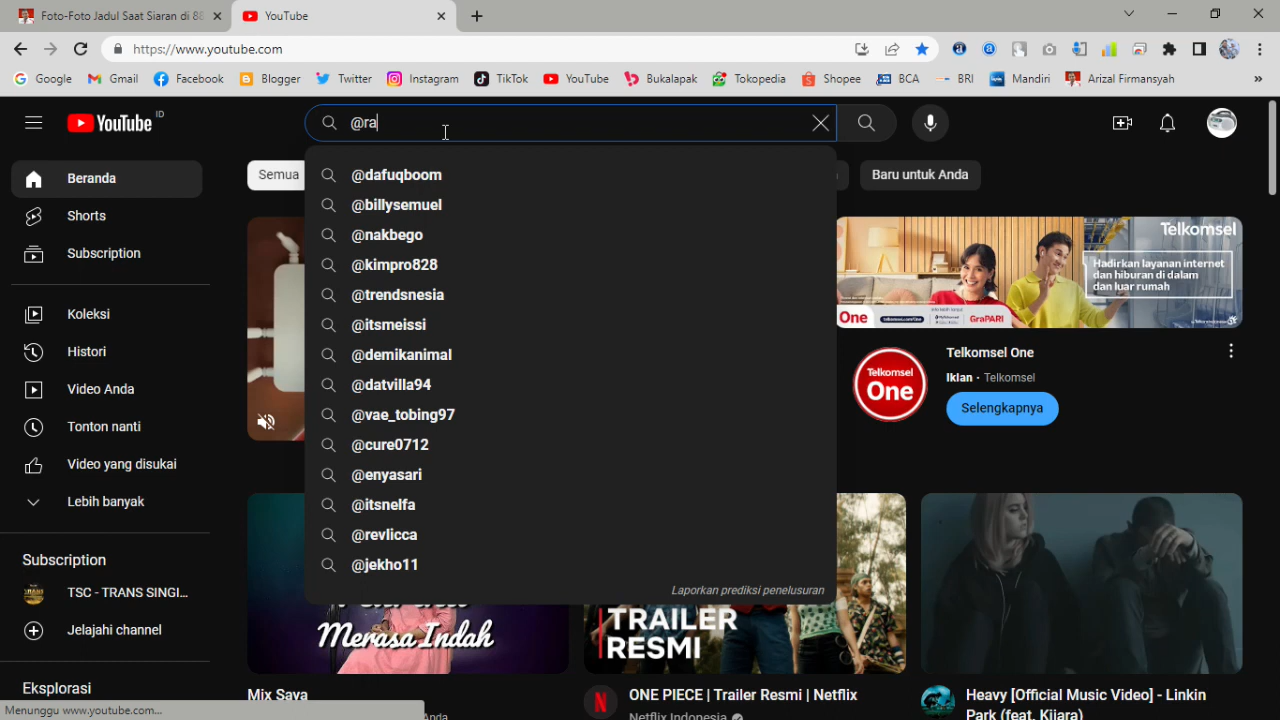 Foto-Foto Jadul Saat Siaran di 88
YouTube
https://www.youtube.com
Google
Gmail
Facebook
Blogger
Twitter
Instagram
TikTok
YouTube
Bukalapak
Tokopedia
Shopee
BCA
BRI
Mandiri
Arizal Firmansyah
YouTube ID
@ra
Beranda
Shorts
Subscription
Koleksi
Histori
Video Anda
Tonton nanti
Video yang disukai
Lebih banyak
Subscription
TSC - TRANS SINGI...
Jelajahi channel
Eksplorasi
Menunggu www.youtube.com...
Semua
Baru untuk Anda
@dafuqboom
@billysemuel
@nakbego
@kimpro828
@trendsnesia
@itsmeissi
@demikanimal
@datvilla94
@vae_tobing97
@cure0712
@enyasari
@itsnelfa
@revlicca
@jekho11
Laporkan prediksi penelusuran
Telkomsel
Hadirkan layanan internet
dan hiburan di dalam
dan luar rumah
One
GraPARI
Telkomsel
One
Telkomsel One
Iklan · Telkomsel
Selengkapnya
Merasa Indah
Mix Saya
Anda
TRAILER
RESMI
ONE PIECE | Trailer Resmi | Netflix
Netflix Indonesia
Heavy [Official Music Video] - Linkin
Park (feat. Kiiara)